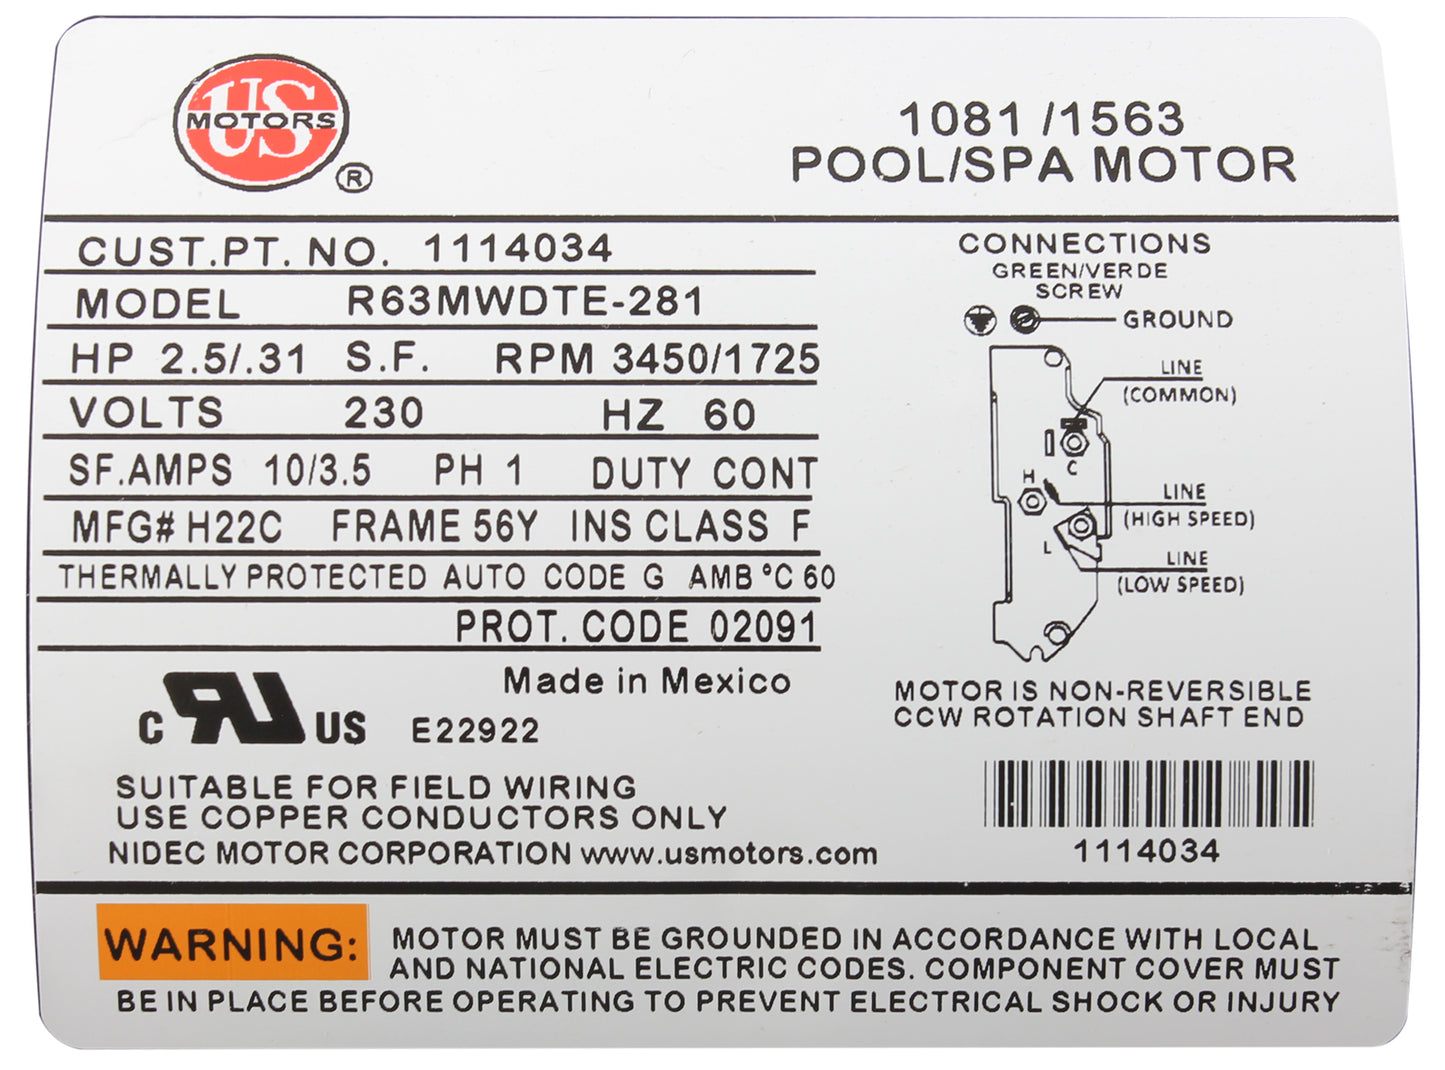 US
MOTORS
®
1081 /1563
POOL/SPA MOTOR
CUST.PT. NO. 1114034
MODEL R63MWDTE-281
HP 2.5/.31 S.F. RPM 3450/1725
VOLTS 230 HZ 60
SF.AMPS 10/3.5 PH 1 DUTY CONT
MFG# H22C FRAME 56Y INS CLASS F
THERMALLY PROTECTED AUTO CODE G AMB °C 60
PROT. CODE 02091
Made in Mexico
C RU US E22922
SUITABLE FOR FIELD WIRING
USE COPPER CONDUCTORS ONLY
NIDEC MOTOR CORPORATION www.usmotors.com
CONNECTIONS
GREEN/VERDE
SCREW
GROUND
LINE
(COMMON)
C
H
LINE
(HIGH SPEED)
L
LINE
(LOW SPEED)
MOTOR IS NON-REVERSIBLE
CCW ROTATION SHAFT END
1114034
WARNING: MOTOR MUST BE GROUNDED IN ACCORDANCE WITH LOCAL
AND NATIONAL ELECTRIC CODES. COMPONENT COVER MUST
BE IN PLACE BEFORE OPERATING TO PREVENT ELECTRICAL SHOCK OR INJURY